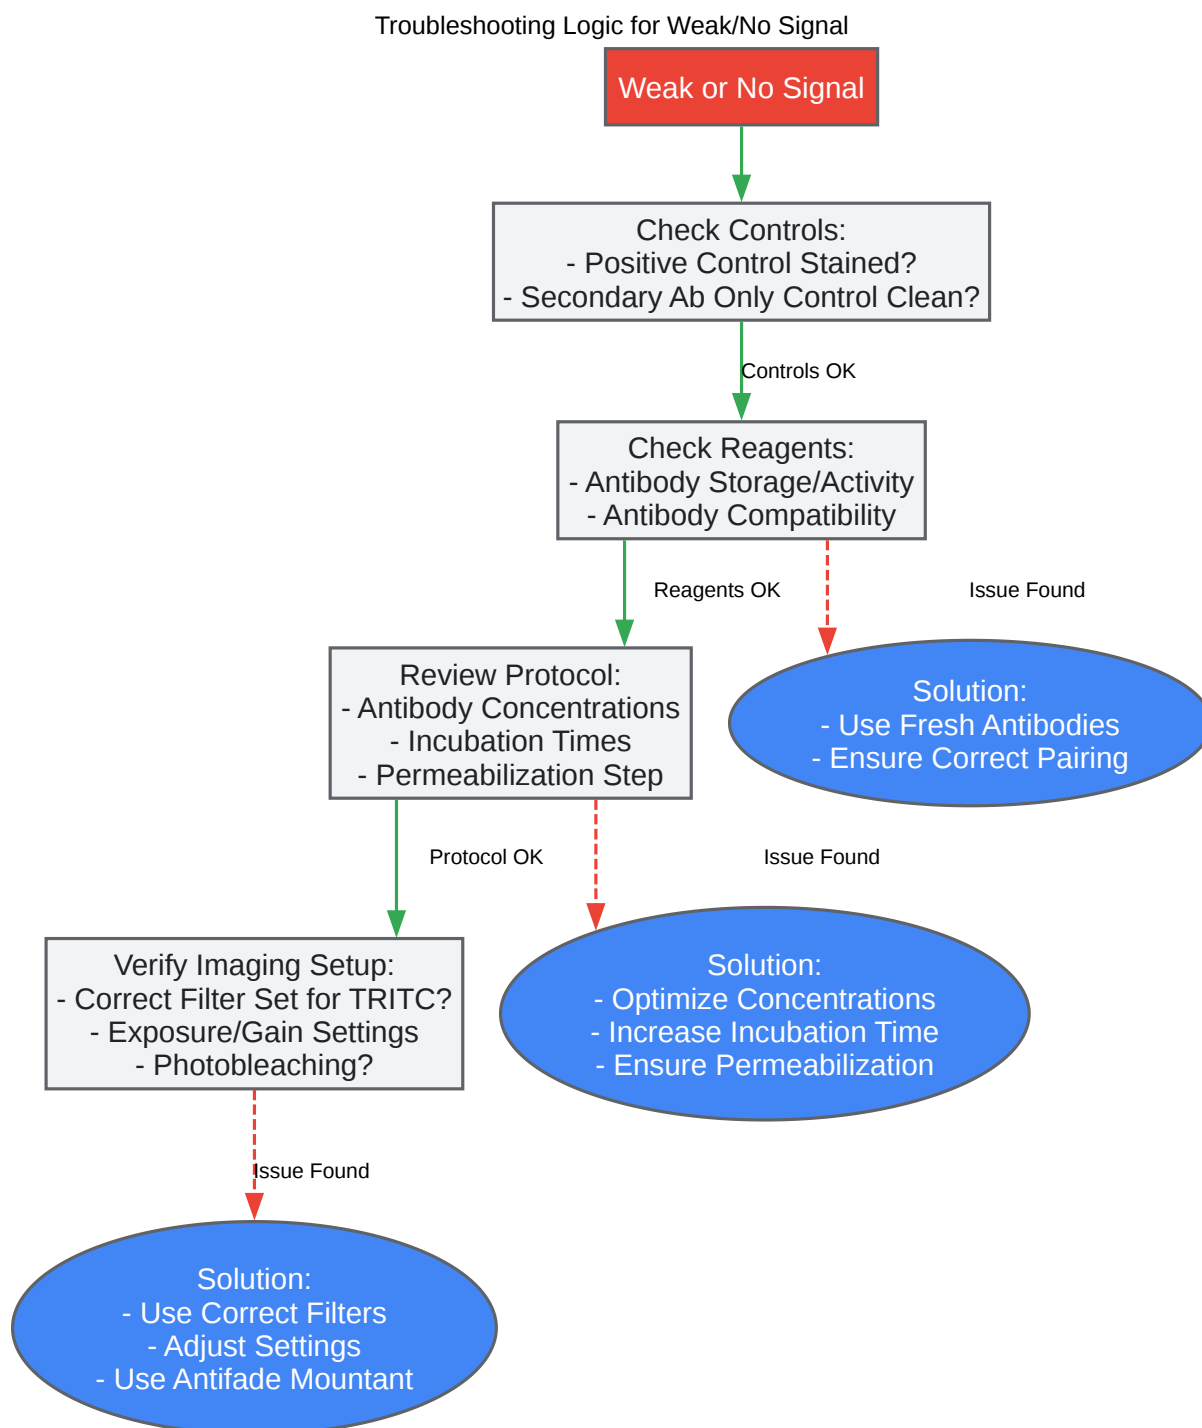 Troubleshooting Logic for Weak/No Signal
Weak or No Signal
Check Controls:
- Positive Control Stained?
- Secondary Ab Only Control Clean?
Controls OK
Check Reagents:
- Antibody Storage/Activity
- Antibody Compatibility
Reagents OK
Issue Found
Review Protocol:
- Antibody Concentrations
- Incubation Times
- Permeabilization Step
Solution:
- Use Fresh Antibodies
- Ensure Correct Pairing
Protocol OK
Issue Found
Verify Imaging Setup:
- Correct Filter Set for TRITC?
- Exposure/Gain Settings
- Photobleaching?
Solution:
- Optimize Concentrations
- Increase Incubation Time
- Ensure Permeabilization
Issue Found
Solution:
- Use Correct Filters
- Adjust Settings
- Use Antifade Mountant